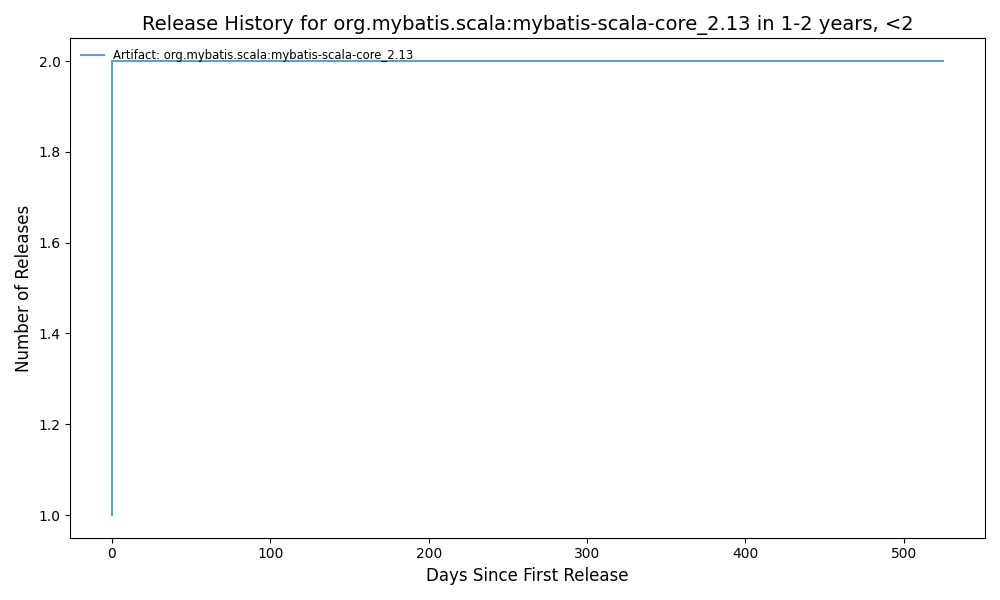 Release History for org.mybatis.scala:mybatis-scala-core_2.13 in 1-2 years, <2
Artifact: org.mybatis.scala:mybatis-scala-core_2.13
2.0
1.8
1.6
1.4
1.2
1.0
Number of Releases
0 100 200 300 400 500
Days Since First Release